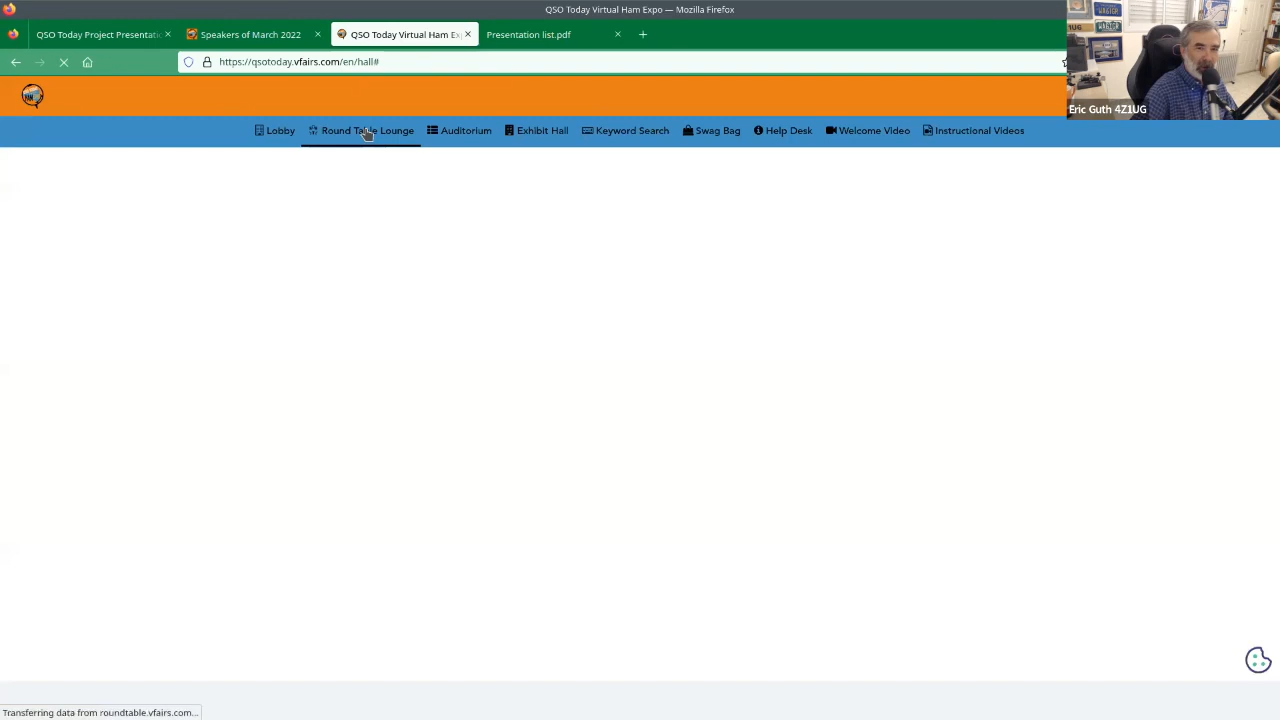 QSO Today Virtual Ham Expo — Mozilla Firefox
QSO Today Project Presentatio
Speakers of March 2022
QSO Today Virtual Ham Ex
Presentation list.pdf
https://qsotoday.vfairs.com/en/hall#
Eric Guth 4Z1UG
Lobby
Round Table Lounge
Auditorium
Exhibit Hall
Keyword Search
Swag Bag
Help Desk
Welcome Video
Instructional Videos
Transferring data from roundtable.vfairs.com...